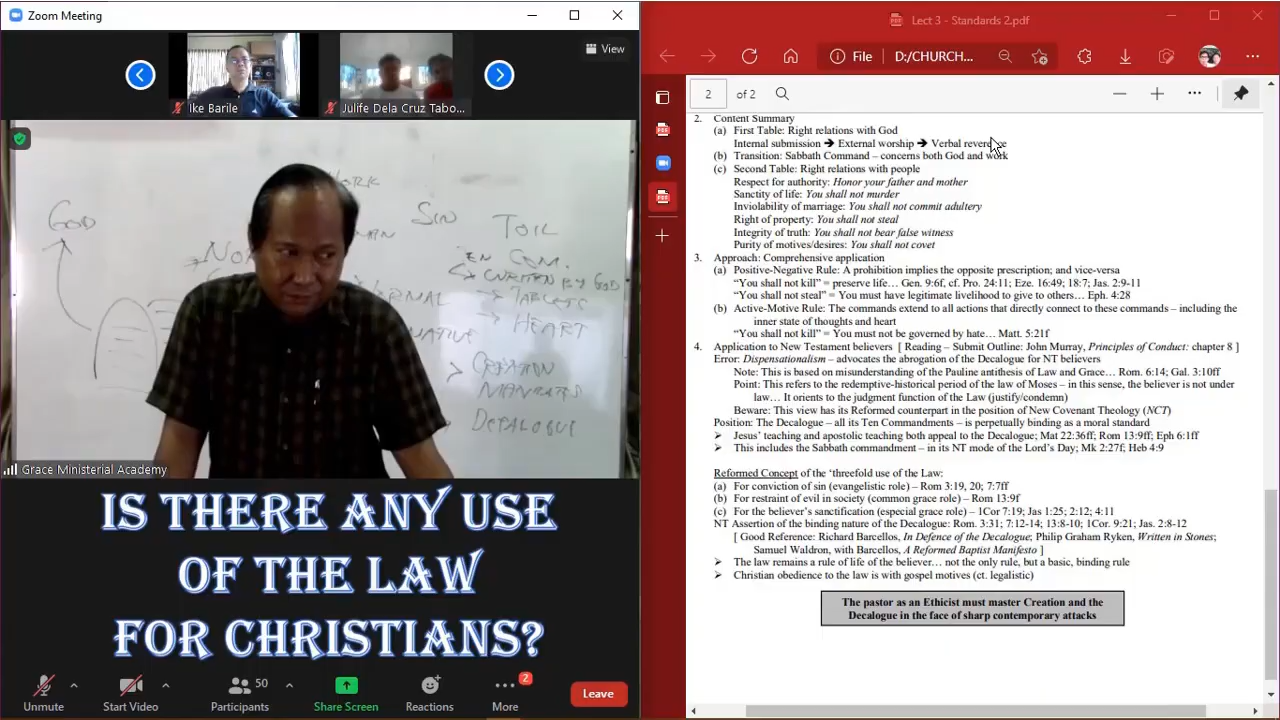 Zoom Meeting
View
Ike Barile
Julife Dela Cruz Tabo...
GOD
SIN
TOIL
HEART
CREATION
MANDATES
DECALOGUE
Grace Ministerial Academy
IS THERE ANY USE
OF THE LAW
FOR CHRISTIANS?
Unmute
Start Video
50
Participants
Share Screen
Reactions
2
More
Leave
Lect 3 - Standards 2.pdf
File
D:/CHURCH...
2 of 2
2. Content Summary
(a) First Table: Right relations with God
Internal submission ➔ External worship ➔ Verbal reverence
(b) Transition: Sabbath Command – concerns both God and work
(c) Second Table: Right relations with people
Respect for authority: Honor your father and mother
Sanctity of life: You shall not murder
Inviolability of marriage: You shall not commit adultery
Right of property: You shall not steal
Integrity of truth: You shall not bear false witness
Purity of motives/desires: You shall not covet
3. Approach: Comprehensive application
(a) Positive-Negative Rule: A prohibition implies the opposite prescription; and vice-versa
“You shall not kill” = preserve life… Gen. 9:6f, cf. Pro. 24:11; Eze. 16:49; 18:7; Jas. 2:9-11
“You shall not steal” = You must have legitimate livelihood to give to others… Eph. 4:28
(b) Active-Motive Rule: The commands extend to all actions that directly connect to these commands – including the
inner state of thoughts and heart
“You shall not kill” = You must not be governed by hate… Matt. 5:21f
4. Application to New Testament believers [ Reading – Submit Outline: John Murray, Principles of Conduct: chapter 8 ]
Error: Dispensationalism – advocates the abrogation of the Decalogue for NT believers
Note: This is based on misunderstanding of the Pauline antithesis of Law and Grace… Rom. 6:14; Gal. 3:10ff
Point: This refers to the redemptive-historical period of the law of Moses – in this sense, the believer is not under
law… It orients to the judgment function of the Law (justify/condemn)
Beware: This view has its Reformed counterpart in the position of New Covenant Theology (NCT)
Position: The Decalogue – all its Ten Commandments – is perpetually binding as a moral standard
➢ Jesus’ teaching and apostolic teaching both appeal to the Decalogue; Mat 22:36ff; Rom 13:9ff; Eph 6:1ff
➢ This includes the Sabbath commandment – in its NT mode of the Lord’s Day; Mk 2:27f; Heb 4:9
Reformed Concept of the ‘threefold use of the Law:
(a) For conviction of sin (evangelistic role) – Rom 3:19, 20; 7:7ff
(b) For restraint of evil in society (common grace role) – Rom 13:9f
(c) For the believer’s sanctification (especial grace role) – 1Cor 7:19; Jas 1:25; 2:12; 4:11
NT Assertion of the binding nature of the Decalogue: Rom. 3:31; 7:12-14; 13:8-10; 1Cor. 9:21; Jas. 2:8-12
[ Good Reference: Richard Barcellos, In Defence of the Decalogue; Philip Graham Ryken, Written in Stones;
Samuel Waldron, with Barcellos, A Reformed Baptist Manifesto ]
➢ The law remains a rule of life of the believer… not the only rule, but a basic, binding rule
➢ Christian obedience to the law is with gospel motives (ct. legalistic)
The pastor as an Ethicist must master Creation and the
Decalogue in the face of sharp contemporary attacks